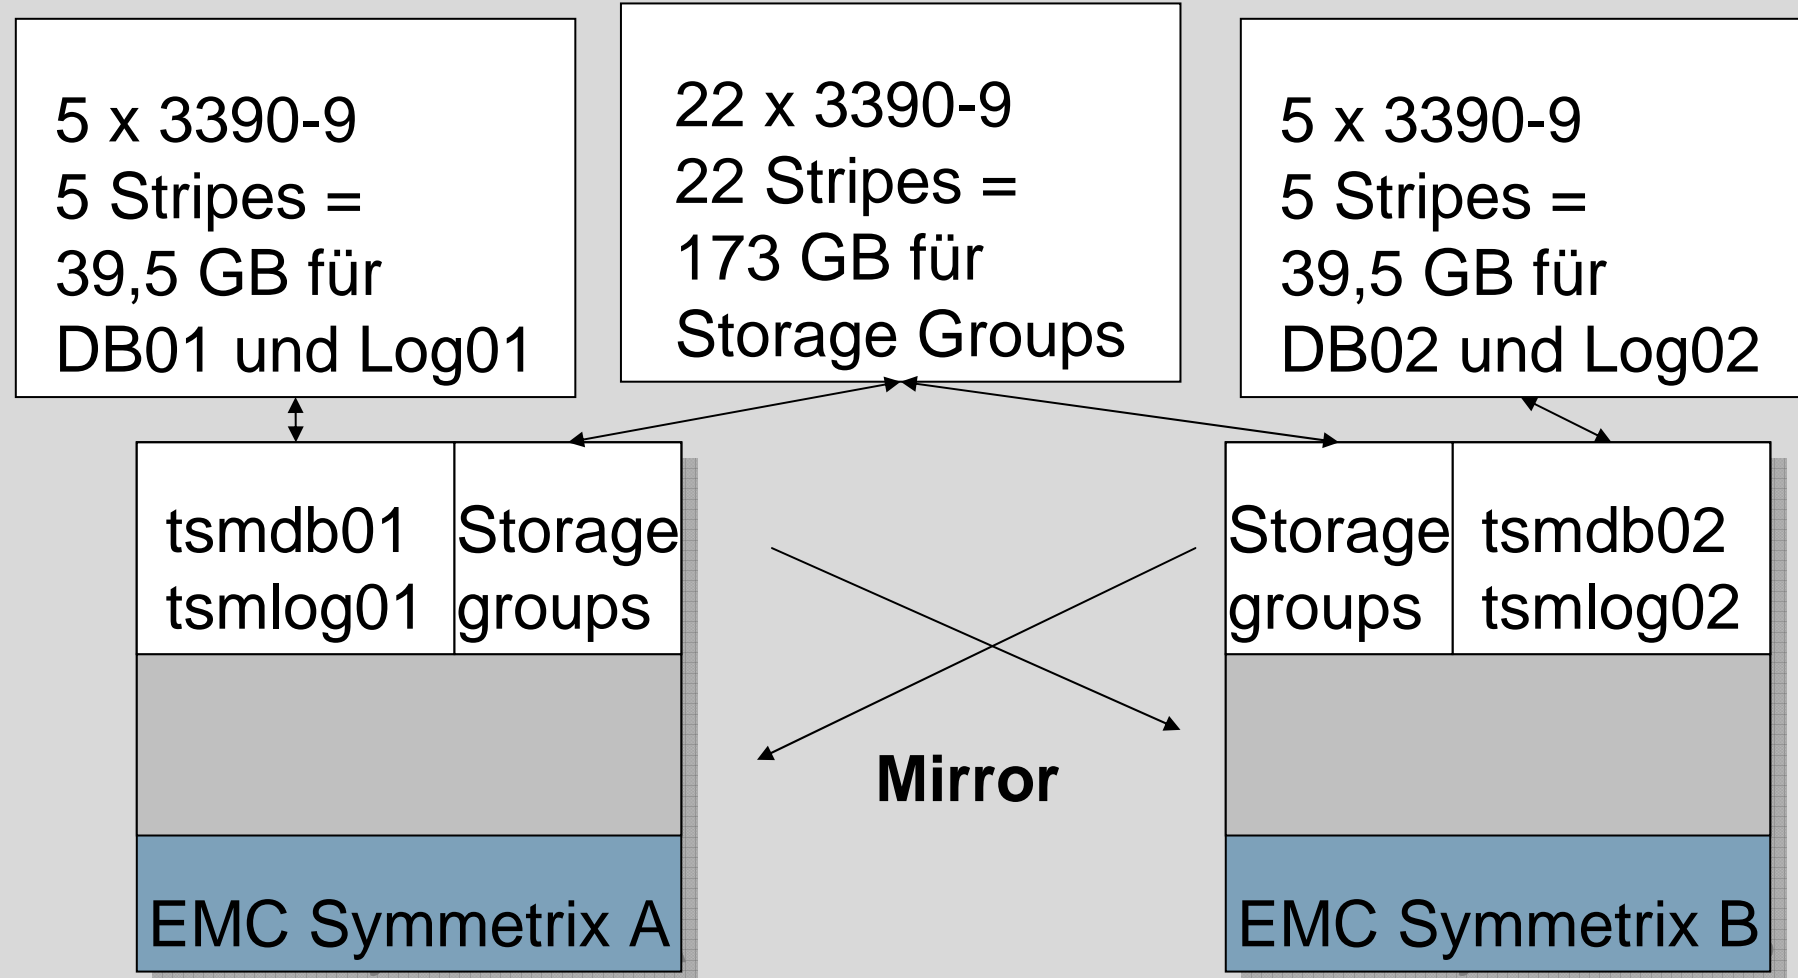 5 x 3390-9
5 Stripes =
39,5 GB für
DB01 und Log01
22 x 3390-9
22 Stripes =
173 GB für
Storage Groups
5 x 3390-9
5 Stripes =
39,5 GB für
DB02 und Log02
tsmdb01
tsmlog01
Storage
groups
Storage
groups
tsmdb02
tsmlog02
Mirror
EMC Symmetrix A
EMC Symmetrix B